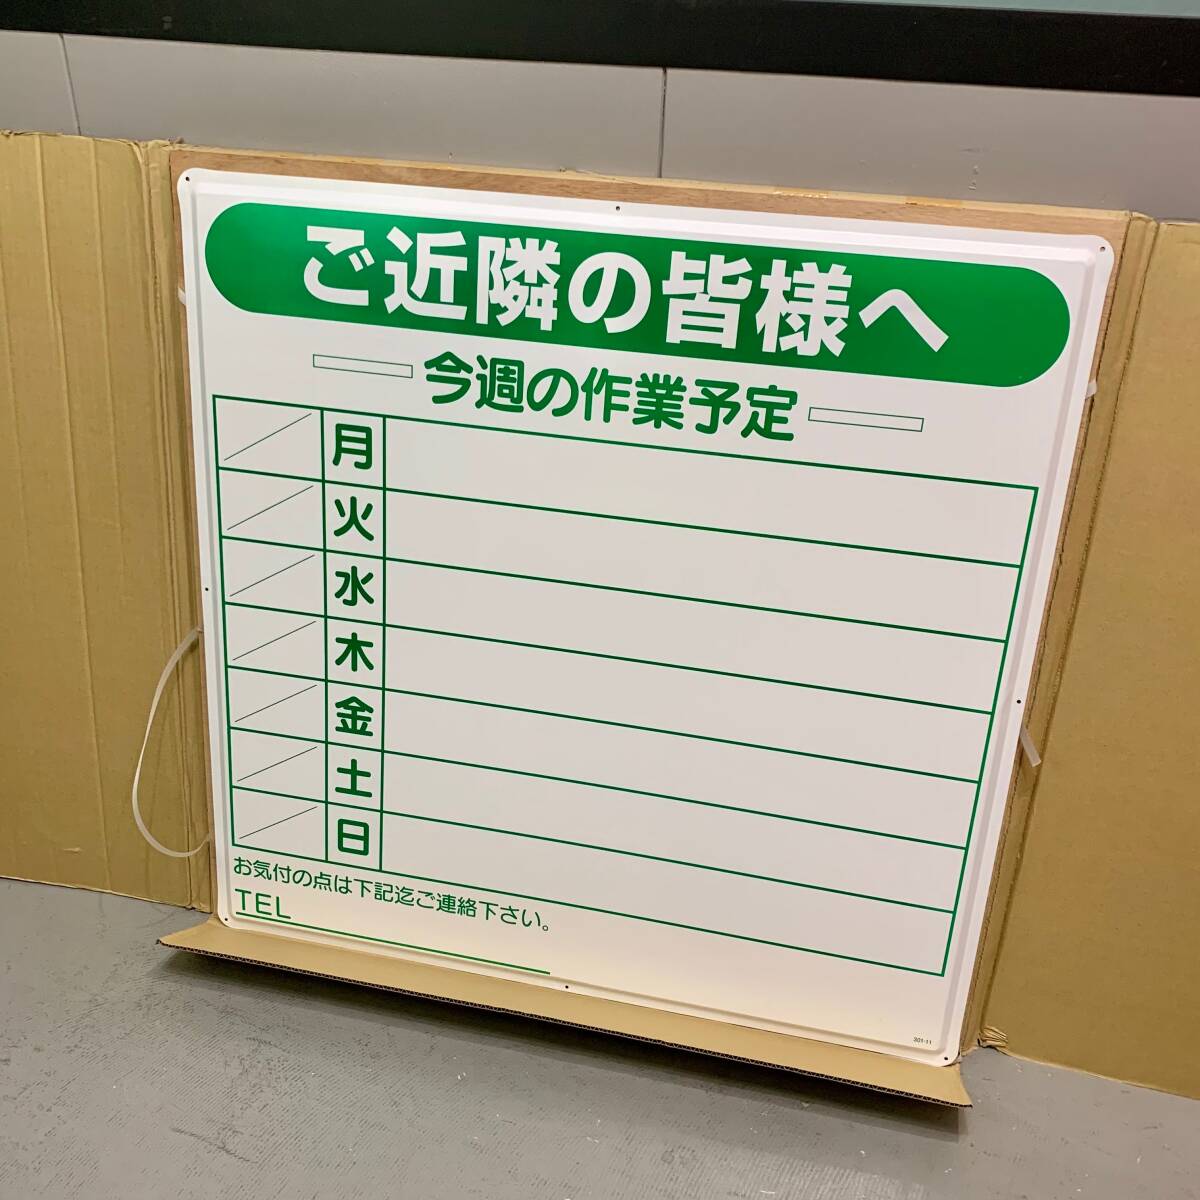 ご近隣の皆様へ
今週の作業予定
月
火
水
木
金
土
日
お気付の点は下記迄ご連絡下さい。
TEL
301-11